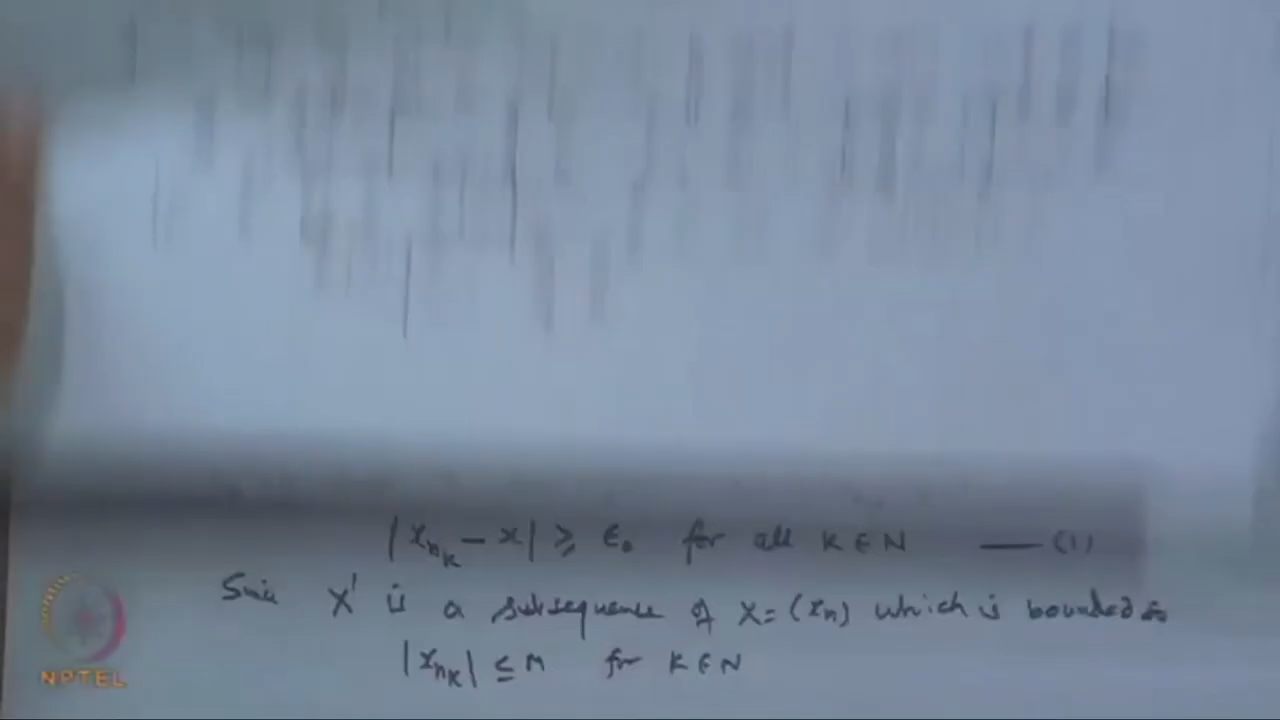 |x_{n_k} - x| ≥ ε₀ for all K ∈ N —— (1)
Since X' is a subsequence of X = (x_n) which is bounded so
|x_{n_k}| ≤ M for K ∈ N
NPTEL